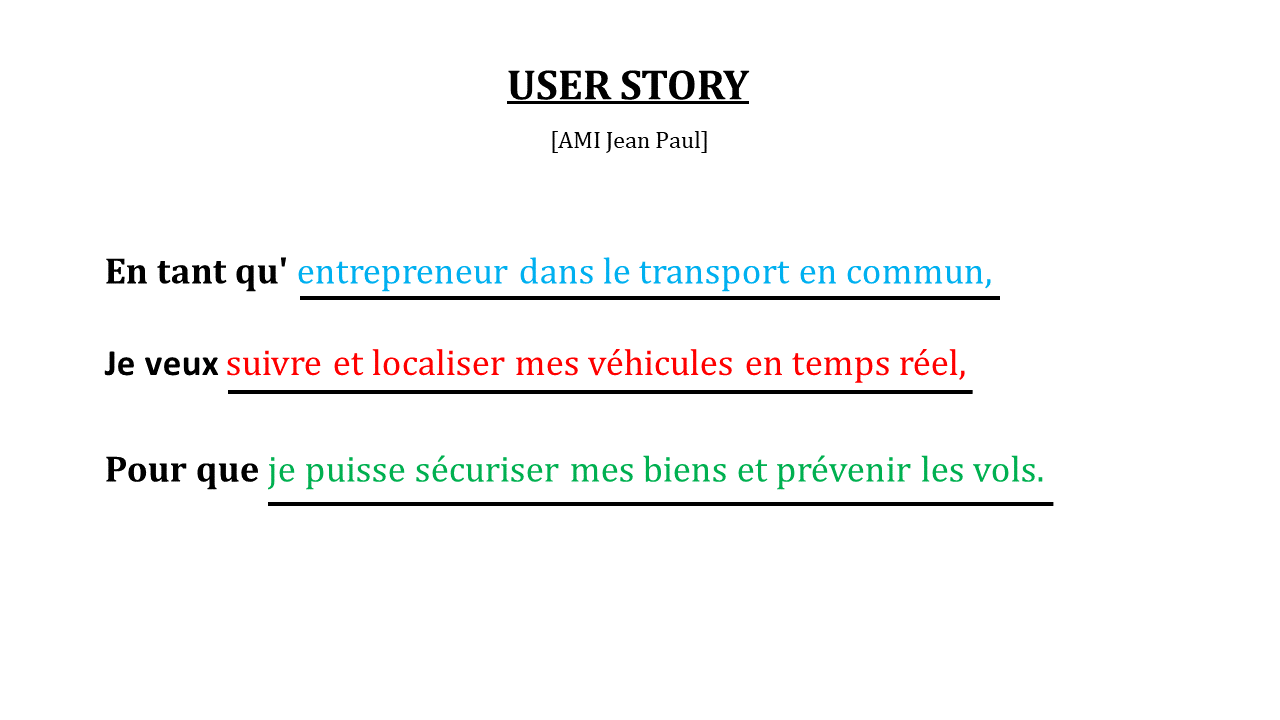 USER STORY
[AMI Jean Paul]
En tant qu' entrepreneur dans le transport en commun,
Je veux suivre et localiser mes véhicules en temps réel,
Pour que je puisse sécuriser mes biens et prévenir les vols.